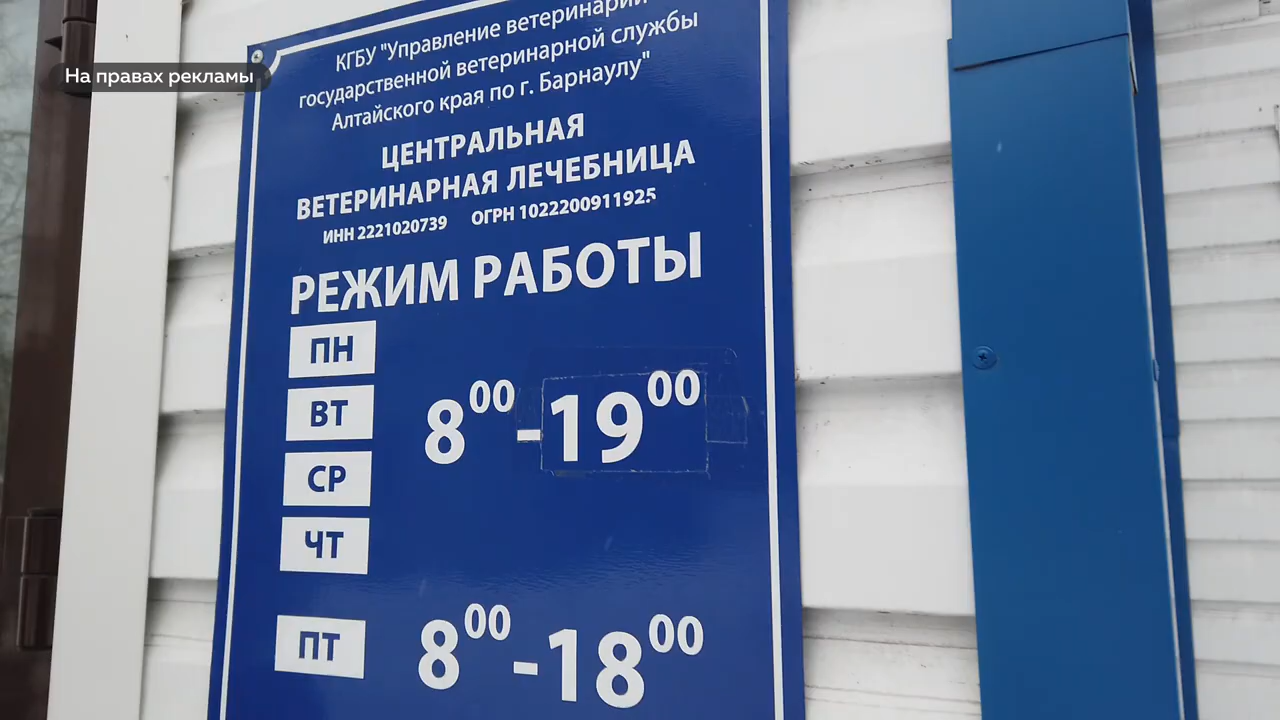 На правах рекламы
КГБУ "Управление ветеринарии
государственной ветеринарной службы
Алтайского края по г. Барнаулу"
ЦЕНТРАЛЬНАЯ
ВЕТЕРИНАРНАЯ ЛЕЧЕБНИЦА
ИНН 2221020739 ОГРН 1022200911925
РЕЖИМ РАБОТЫ
ПН
ВТ
8⁰⁰-19⁰⁰
СР
ЧТ
ПТ 8⁰⁰-18⁰⁰